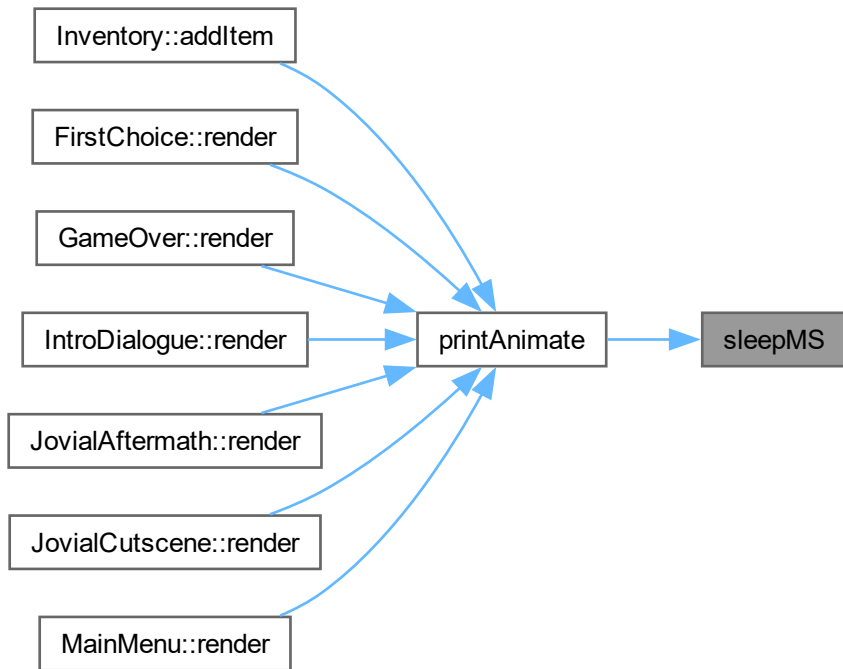 Inventory::addItem
FirstChoice::render
GameOver::render
IntroDialogue::render
printAnimate
sleepMS
JovialAftermath::render
JovialCutscene::render
MainMenu::render